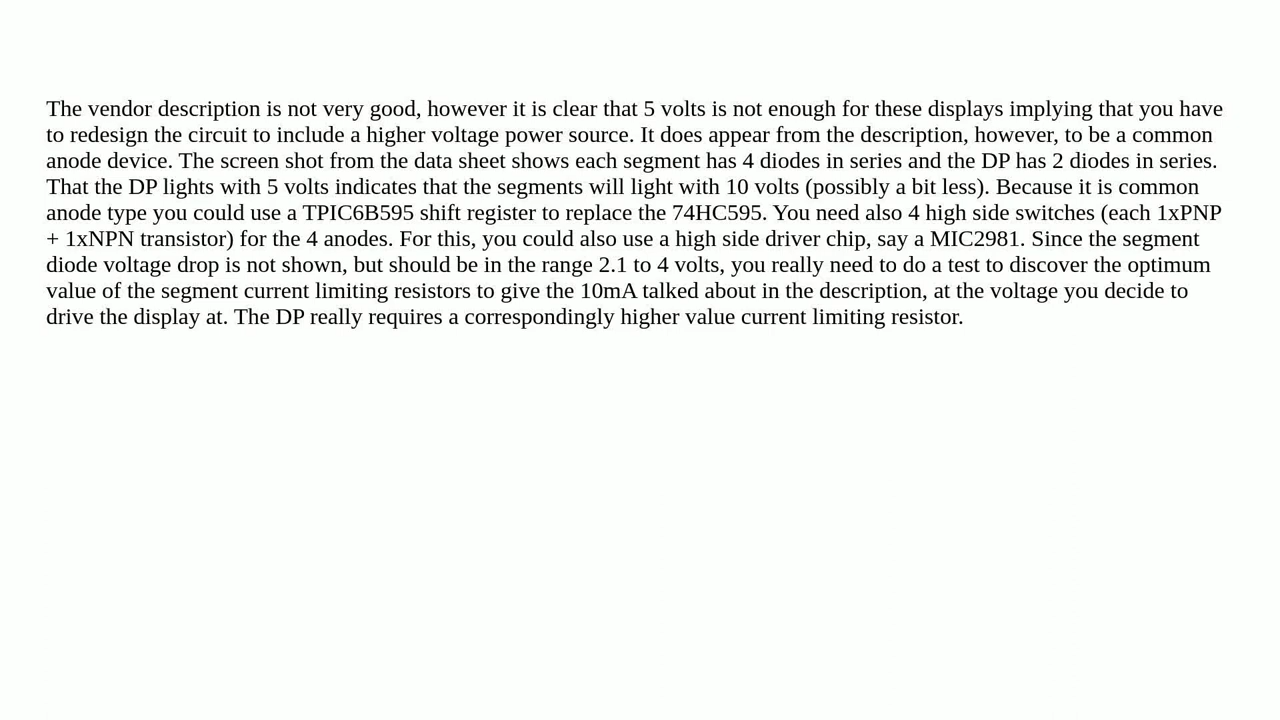 The vendor description is not very good, however it is clear that 5 volts is not enough for these displays implying that you have
to redesign the circuit to include a higher voltage power source. It does appear from the description, however, to be a common
anode device. The screen shot from the data sheet shows each segment has 4 diodes in series and the DP has 2 diodes in series.
That the DP lights with 5 volts indicates that the segments will light with 10 volts (possibly a bit less). Because it is common
anode type you could use a TPIC6B595 shift register to replace the 74HC595. You need also 4 high side switches (each 1xPNP
+ 1xNPN transistor) for the 4 anodes. For this, you could also use a high side driver chip, say a MIC2981. Since the segment
diode voltage drop is not shown, but should be in the range 2.1 to 4 volts, you really need to do a test to discover the optimum
value of the segment current limiting resistors to give the 10mA talked about in the description, at the voltage you decide to
drive the display at. The DP really requires a correspondingly higher value current limiting resistor.